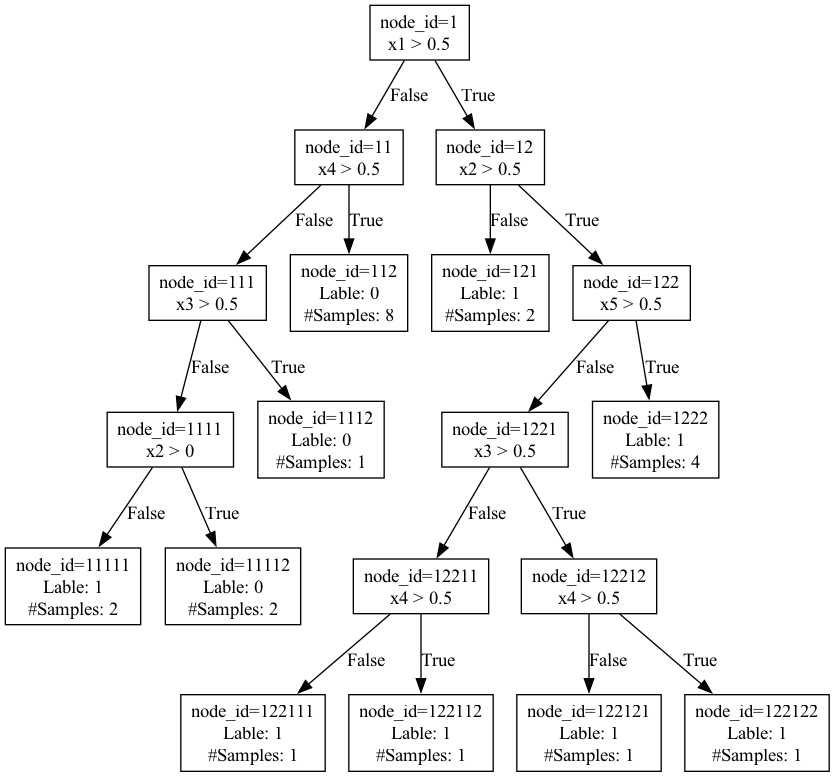 node_id=1
x1 > 0.5
False
True
node_id=11
x4 > 0.5
node_id=12
x2 > 0.5
False
True
False
True
node_id=111
x3 > 0.5
node_id=112
Lable: 0
#Samples: 8
node_id=121
Lable: 1
#Samples: 2
node_id=122
x5 > 0.5
False
True
False
True
node_id=1111
x2 > 0
node_id=1112
Lable: 0
#Samples: 1
node_id=1221
x3 > 0.5
node_id=1222
Lable: 1
#Samples: 4
False
True
False
True
node_id=11111
Lable: 1
#Samples: 2
node_id=11112
Lable: 0
#Samples: 2
node_id=12211
x4 > 0.5
node_id=12212
x4 > 0.5
False
True
False
True
node_id=122111
Lable: 1
#Samples: 1
node_id=122112
Lable: 1
#Samples: 1
node_id=122121
Lable: 1
#Samples: 1
node_id=122122
Lable: 1
#Samples: 1